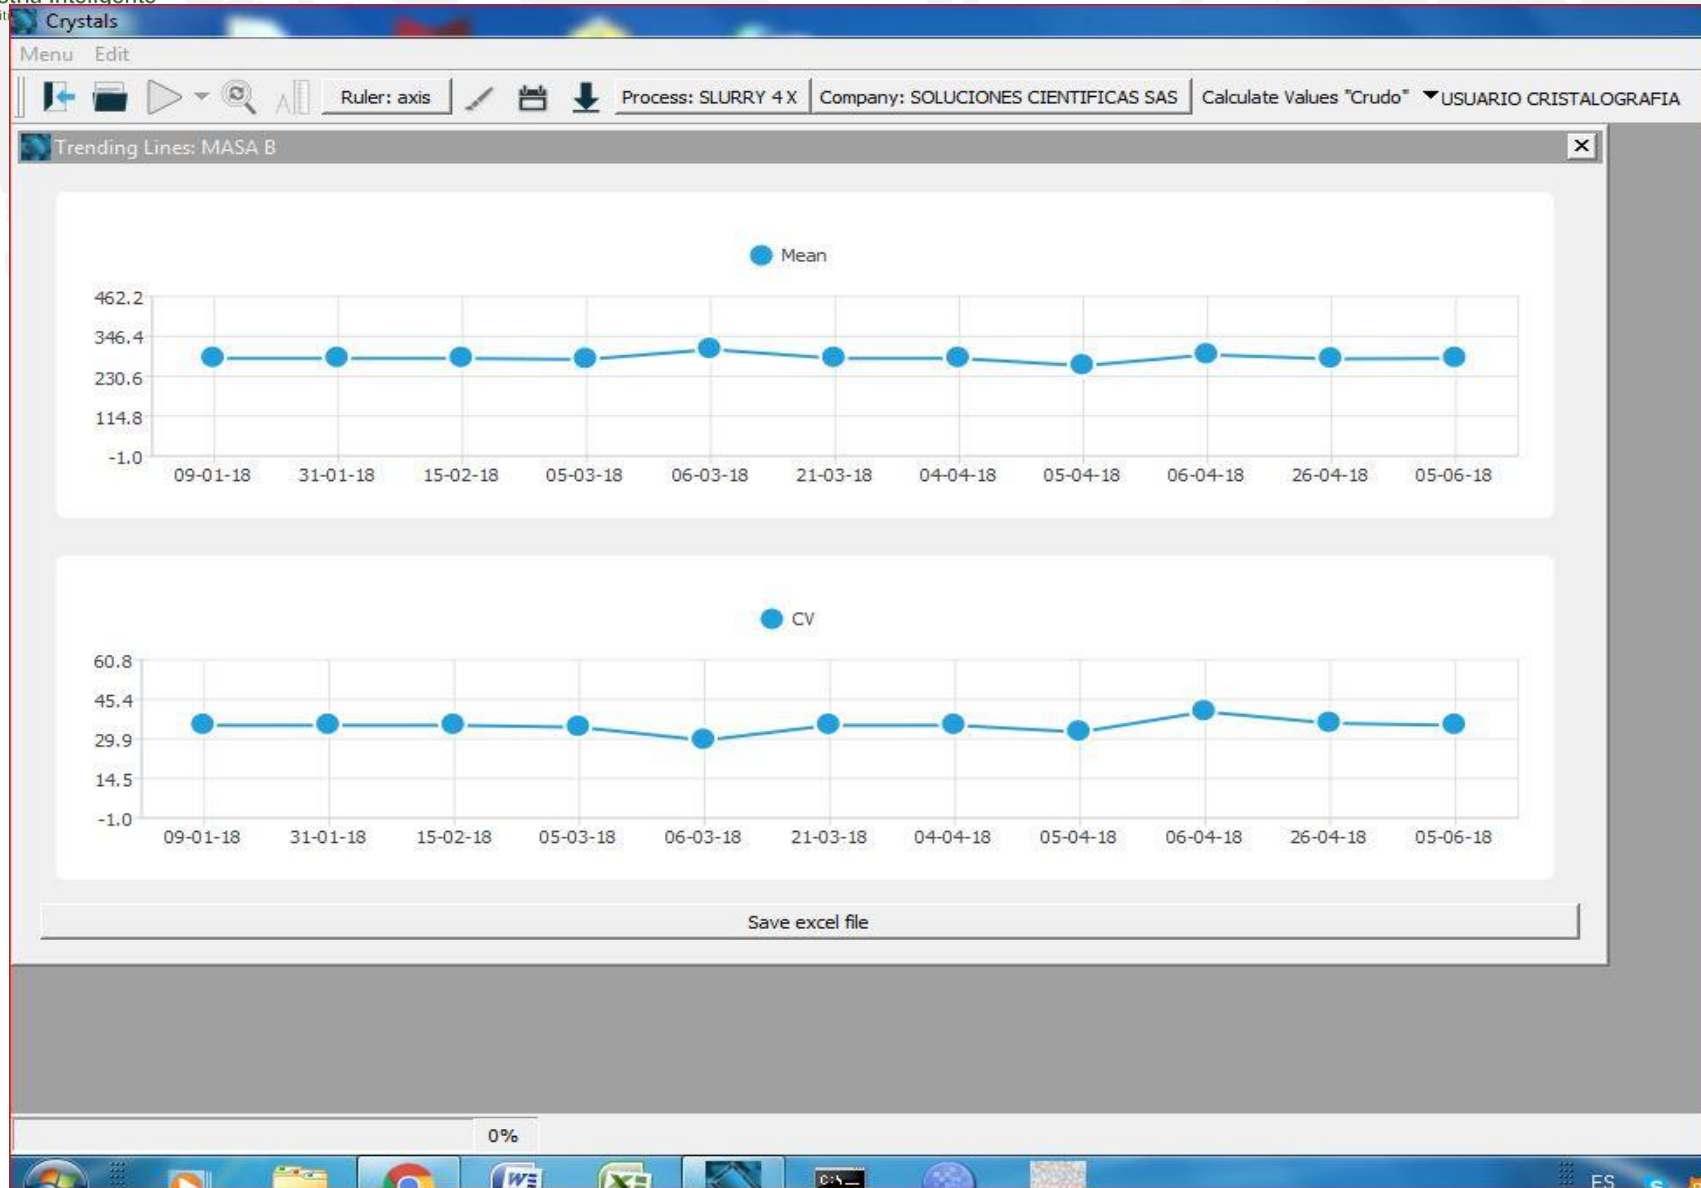 Crystals
Menu Edit
Ruler: axis Process: SLURRY 4 X Company: SOLUCIONES CIENTIFICAS SAS Calculate Values "Crudo" USUARIO CRISTALOGRAFIA
Trending Lines: MASA B
Mean
462.2
346.4
230.6
114.8
-1.0
09-01-18 31-01-18 15-02-18 05-03-18 06-03-18 21-03-18 04-04-18 05-04-18 06-04-18 26-04-18 05-06-18
CV
60.8
45.4
29.9
14.5
-1.0
09-01-18 31-01-18 15-02-18 05-03-18 06-03-18 21-03-18 04-04-18 05-04-18 06-04-18 26-04-18 05-06-18
Save excel file
0%
C:\
ES